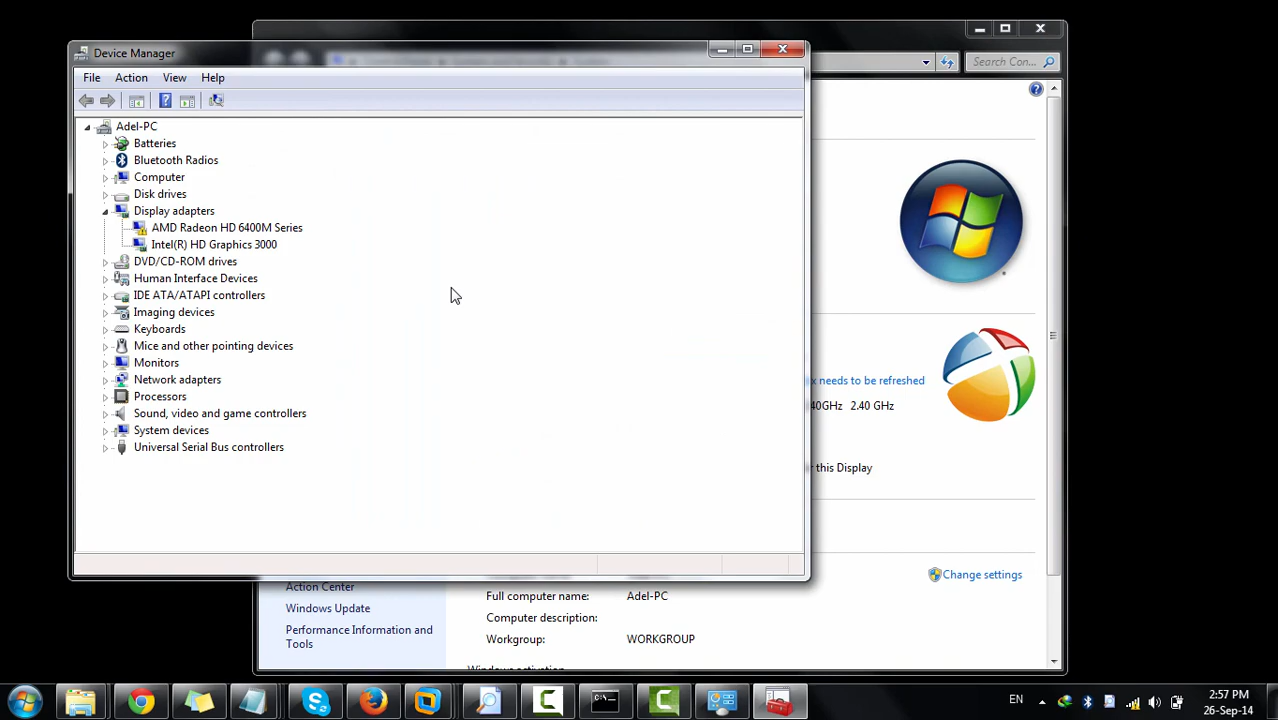 Device Manager
Search Con...
File Action View Help
Adel-PC
Batteries
Bluetooth Radios
Computer
Disk drives
Display adapters
AMD Radeon HD 6400M Series
Intel(R) HD Graphics 3000
DVD/CD-ROM drives
Human Interface Devices
IDE ATA/ATAPI controllers
Imaging devices
Keyboards
Mice and other pointing devices
Monitors
Network adapters
Processors
Sound, video and game controllers
System devices
Universal Serial Bus controllers
x needs to be refreshed
40GHz 2.40 GHz
r this Display
Change settings
Action Center
Windows Update
Performance Information and
Tools
Full computer name: Adel-PC
Computer description:
Workgroup: WORKGROUP
Windows activation
C:\_
EN
2:57 PM
26-Sep-14